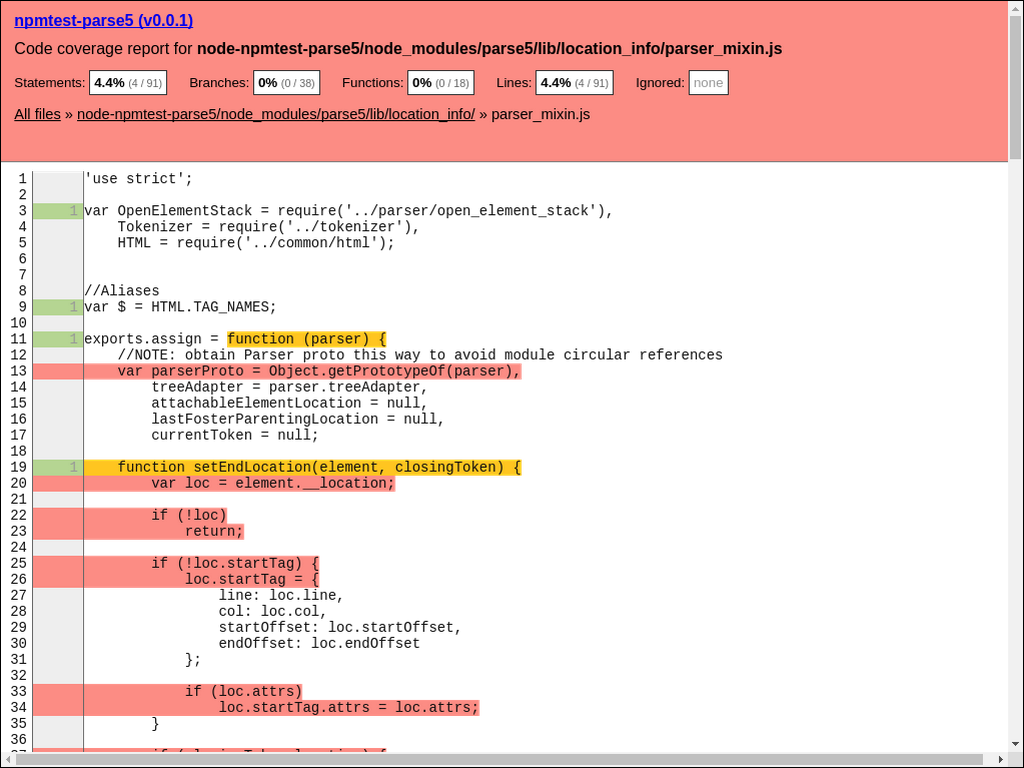 npmtest-parse5 (v0.0.1)
Code coverage report for node-npmtest-parse5/node_modules/parse5/lib/location_info/parser_mixin.js
Statements: 4.4% (4 / 91) Branches: 0% (0 / 38) Functions: 0% (0 / 18) Lines: 4.4% (4 / 91) Ignored: none
All files » node-npmtest-parse5/node_modules/parse5/lib/location_info/ » parser_mixin.js
1 'use strict';
2
3 1 var OpenElementStack = require('../parser/open_element_stack'),
4 Tokenizer = require('../tokenizer'),
5 HTML = require('../common/html');
6
7
8 //Aliases
9 1 var $ = HTML.TAG_NAMES;
10
11 1 exports.assign = function (parser) {
12 //NOTE: obtain Parser proto this way to avoid module circular references
13 var parserProto = Object.getPrototypeOf(parser),
14 treeAdapter = parser.treeAdapter,
15 attachableElementLocation = null,
16 lastFosterParentingLocation = null,
17 currentToken = null;
18
19 1 function setEndLocation(element, closingToken) {
20 var loc = element.__location;
21
22 if (!loc)
23 return;
24
25 if (!loc.startTag) {
26 loc.startTag = {
27 line: loc.line,
28 col: loc.col,
29 startOffset: loc.startOffset,
30 endOffset: loc.endOffset
31 };
32
33 if (loc.attrs)
34 loc.startTag.attrs = loc.attrs;
35 }
36